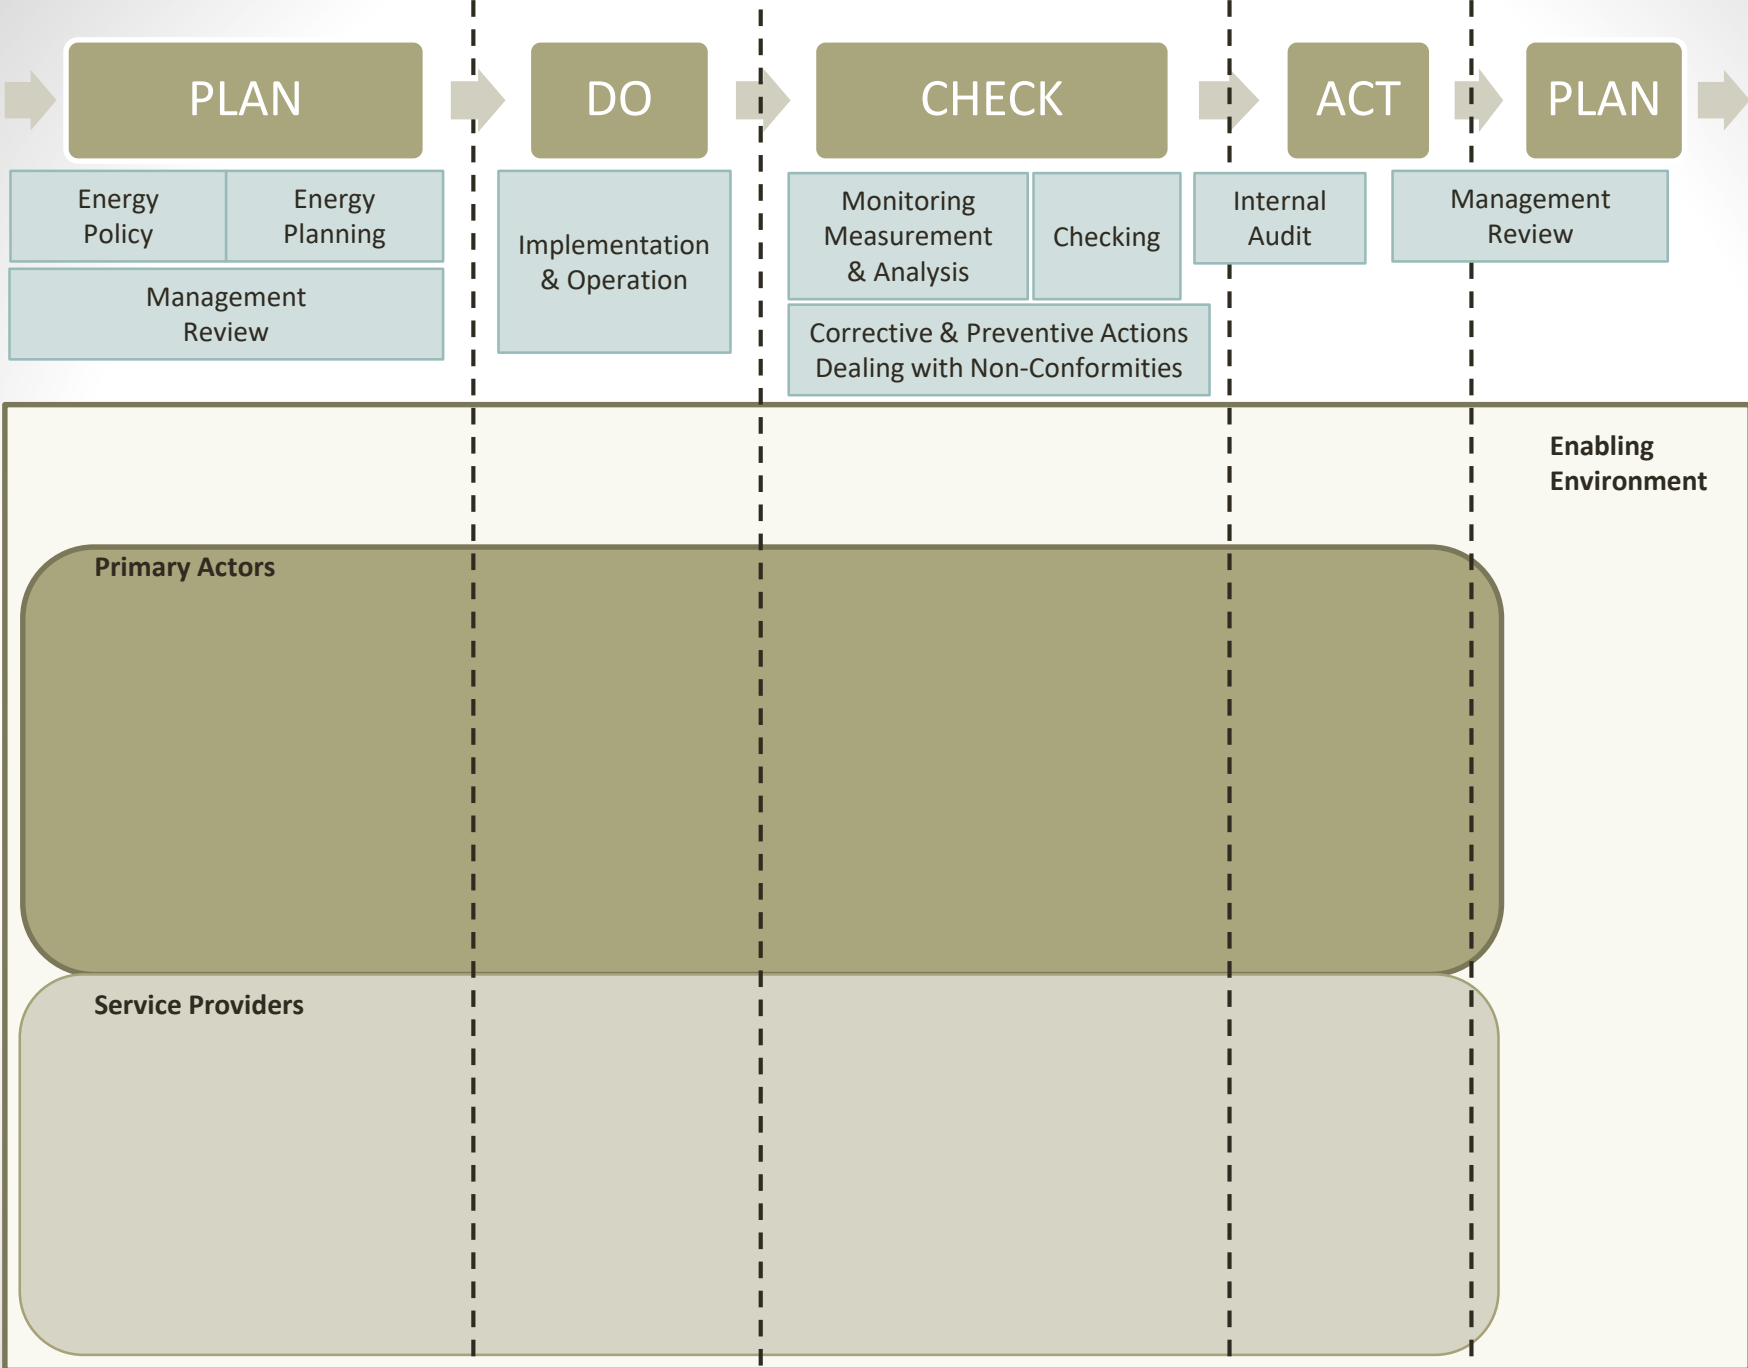 PLAN
DO
CHECK
ACT
PLAN
Energy
Policy
Energy
Planning
Management
Review
Implementation
& Operation
Monitoring
Measurement
& Analysis
Checking
Corrective & Preventive Actions
Dealing with Non-Conformities
Internal
Audit
Management
Review
Enabling
Environment
Primary Actors
Service Providers